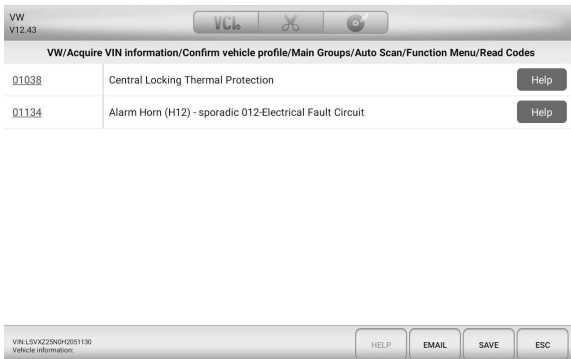 VW
V12.43
VCI
VW/Acquire VIN information/Confirm vehicle profile/Main Groups/Auto Scan/Function Menu/Read Codes
01038 Central Locking Thermal Protection Help
01134 Alarm Horn (H12) - sporadic 012-Electrical Fault Circuit Help
VIN:LSVXZ25N0H2051130
Vehicle information:
HELP EMAIL SAVE ESC